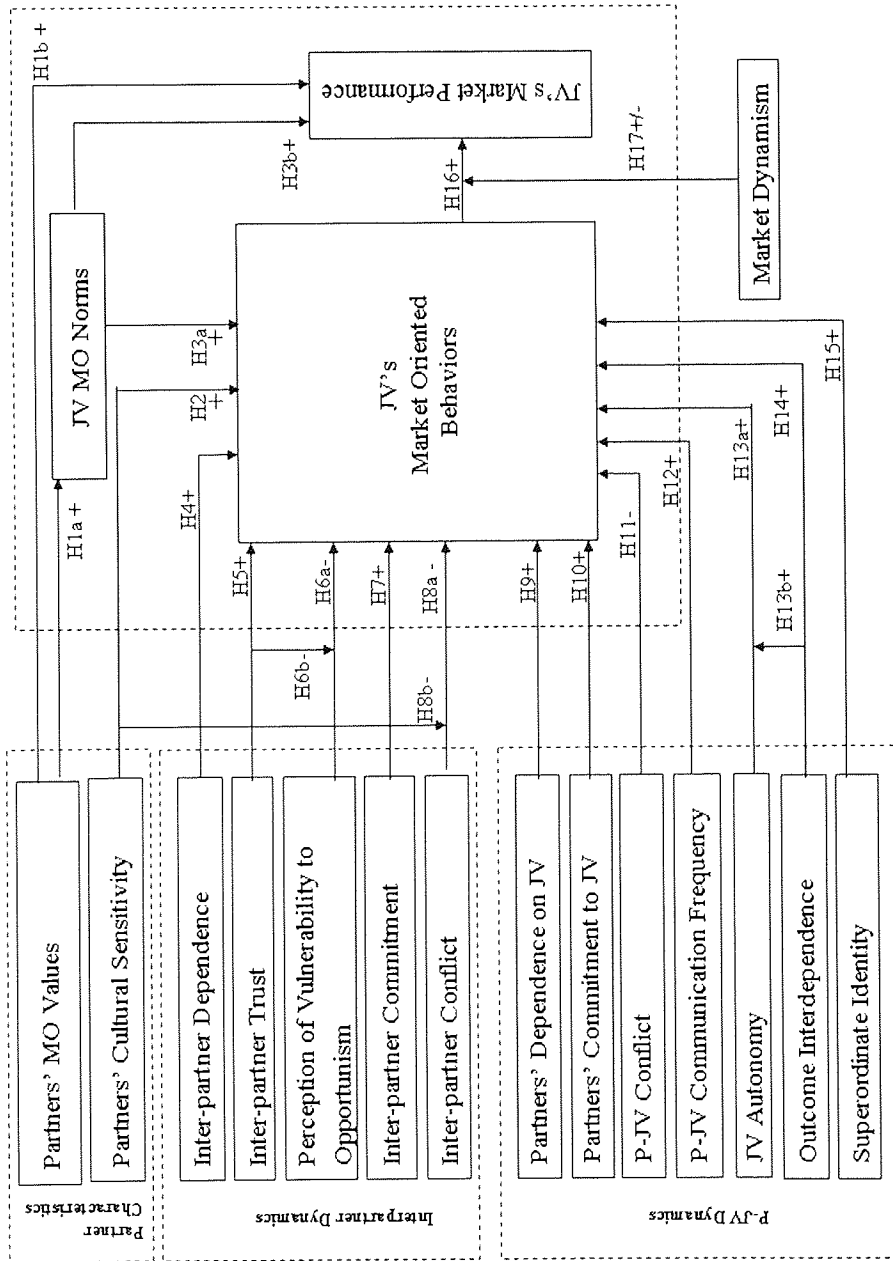 Partner
Characteristics
Partners' MO Values
Partners' Cultural Sensitivity
Interpartner Dynamics
Inter-partner Dependence
Inter-partner Trust
Perception of Vulnerability to
Opportunism
Inter-partner Commitment
Inter-partner Conflict
P-JV Dynamics
Partners' Dependence on JV
Partners' Commitment to JV
P-JV Conflict
P-JV Communication Frequency
JV Autonomy
Outcome Interdependence
Superordinate Identity
H1a +
H1b +
JV MO Norms
H2
+
H3a
+
H3b+
H4+
H5+
H6a-
H6b-
H7+
H8a -
H8b-
H9+
H10+
H11-
H12+
H13a+
H13b+
H14+
H15+
JV's
Market Oriented
Behaviors
H16+
H17+/-
JV's Market Performance
Market Dynamism